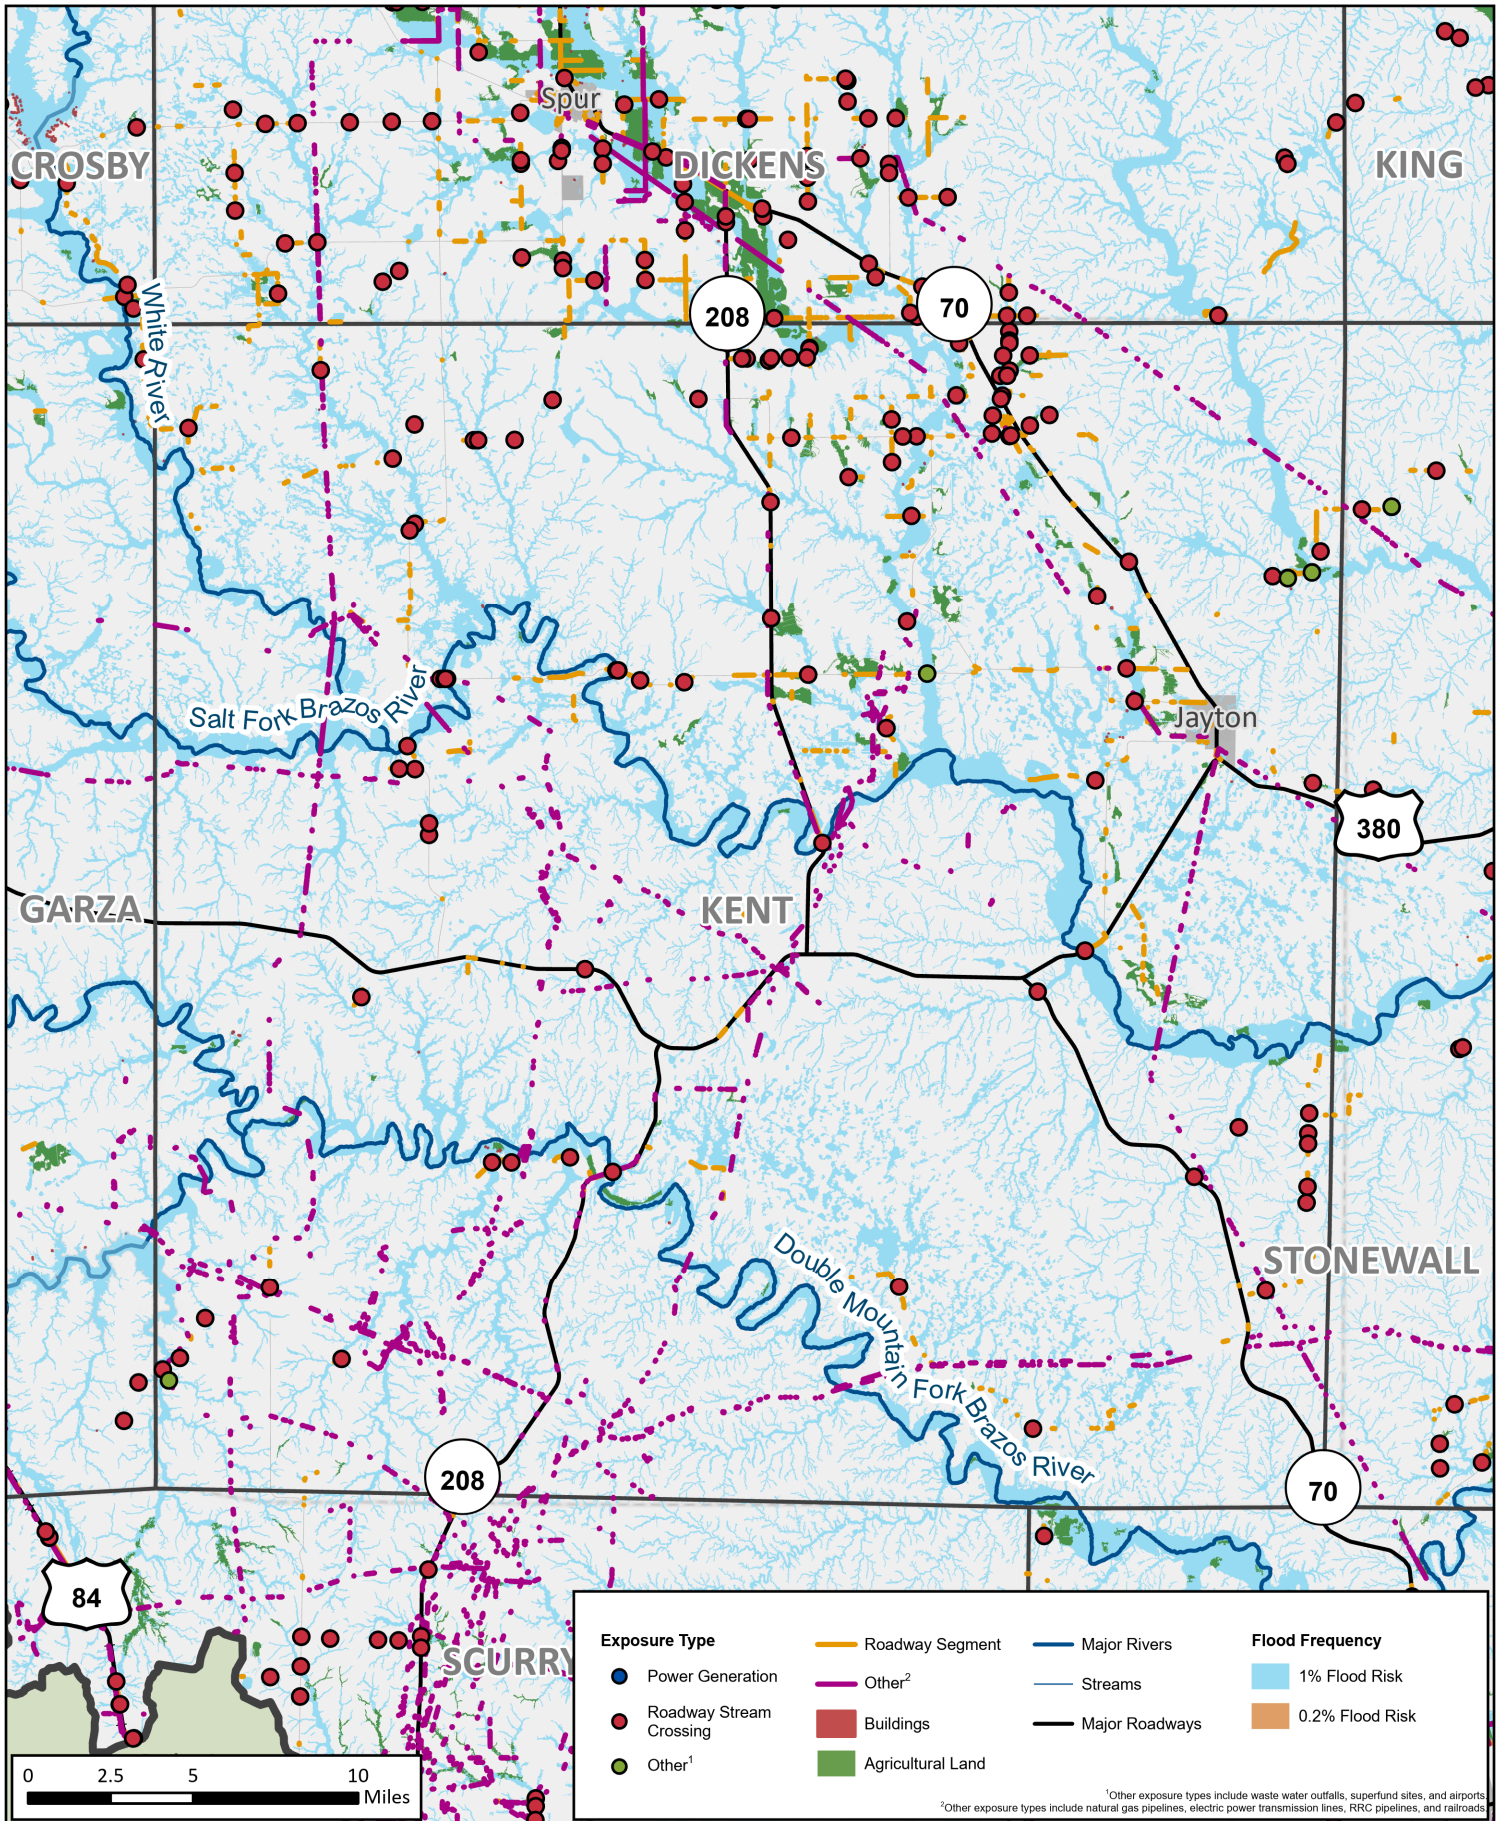 Spur
CROSBY
DICKENS
KING
White River
208
70
Salt Fork Brazos River
Jayton
380
GARZA
KENT
STONEWALL
Double Mountain Fork Brazos River
208
70
84
SCURRY
Exposure Type
Power Generation
Roadway Stream
Crossing
Other1
Roadway Segment
Other2
Buildings
Agricultural Land
Major Rivers
Streams
Major Roadways
Flood Frequency
1% Flood Risk
0.2% Flood Risk
0 2.5 5 10
Miles
1Other exposure types include waste water outfalls, superfund sites, and airports.
2Other exposure types include natural gas pipelines, electric power transmission lines, RRC pipelines, and railroads.